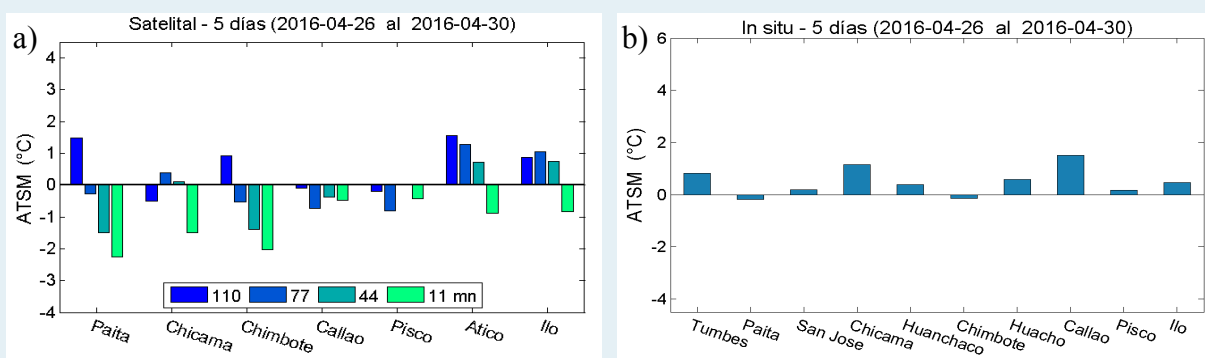 a)
Satelital - 5 días (2016-04-26 al 2016-04-30)
ATSM (°C)
4
3
2
1
0
-1
-2
-3
-4
110 77 44 11 mn
Paita Chicama Chimbote Callao Pisco Atico Ilo
b)
In situ - 5 días (2016-04-26 al 2016-04-30)
ATSM (°C)
6
4
2
0
-2
-4
Tumbes Paita San Jose Chicama Huanchaco Chimbote Huacho Callao Pisco Ilo